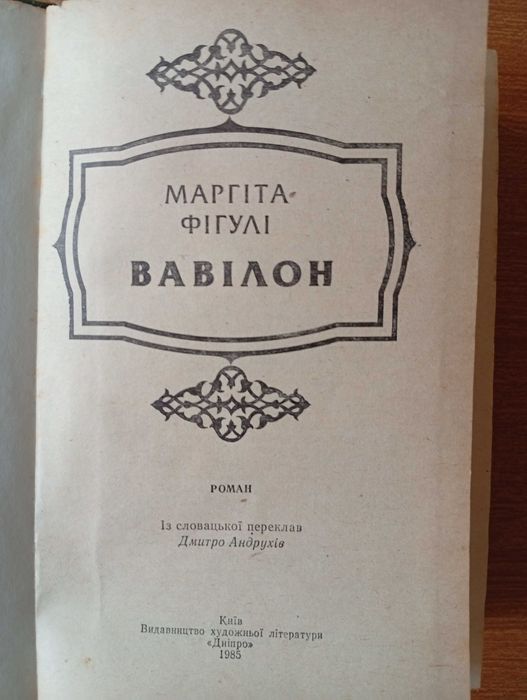 МАРГІТА
ФІГУЛІ
ВАВІЛОН
РОМАН
Із словацької переклав
Дмитро Андрухів
Київ
Видавництво художньої літератури
«Дніпро»
1985